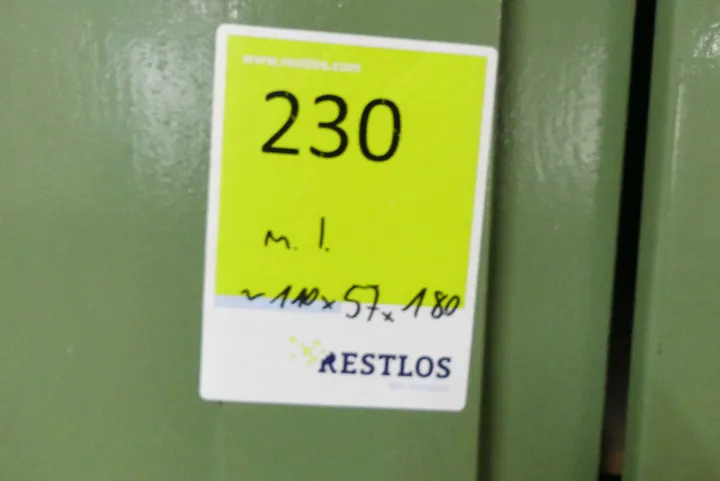 www.restlos.com
230
m. I.
~ 110 x 57 x 180
RESTLOS